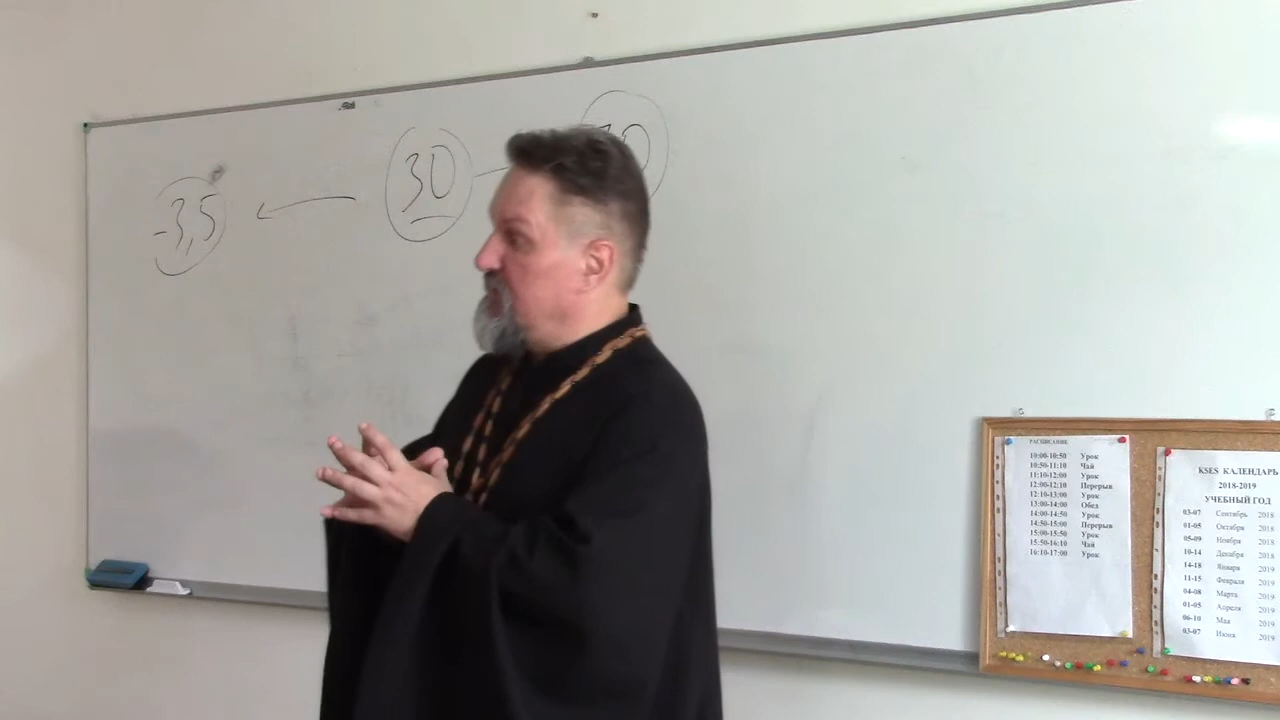 -3,5 ← 30
РАСПИСАНИЕ
10:00-10:50 Урок
10:50-11:10 Чай
11:10-12:00 Урок
12:00-12:10 Перерыв
12:10-13:00 Урок
13:00-14:00 Обед
14:00-14:50 Урок
14:50-15:00 Перерыв
15:00-15:50 Урок
15:50-16:10 Чай
16:10-17:00 Урок
KSES КАЛЕНДАРЬ
2018-2019
УЧЕБНЫЙ ГОД
03-07 Сентябрь 2018
01-05 Октября 2018
05-09 Ноября 2018
10-14 Декабря 2018
14-18 Января 2019
11-15 Февраля 2019
04-08 Марта 2019
01-05 Апреля 2019
06-10 Мая 2019
03-07 Июня 2019